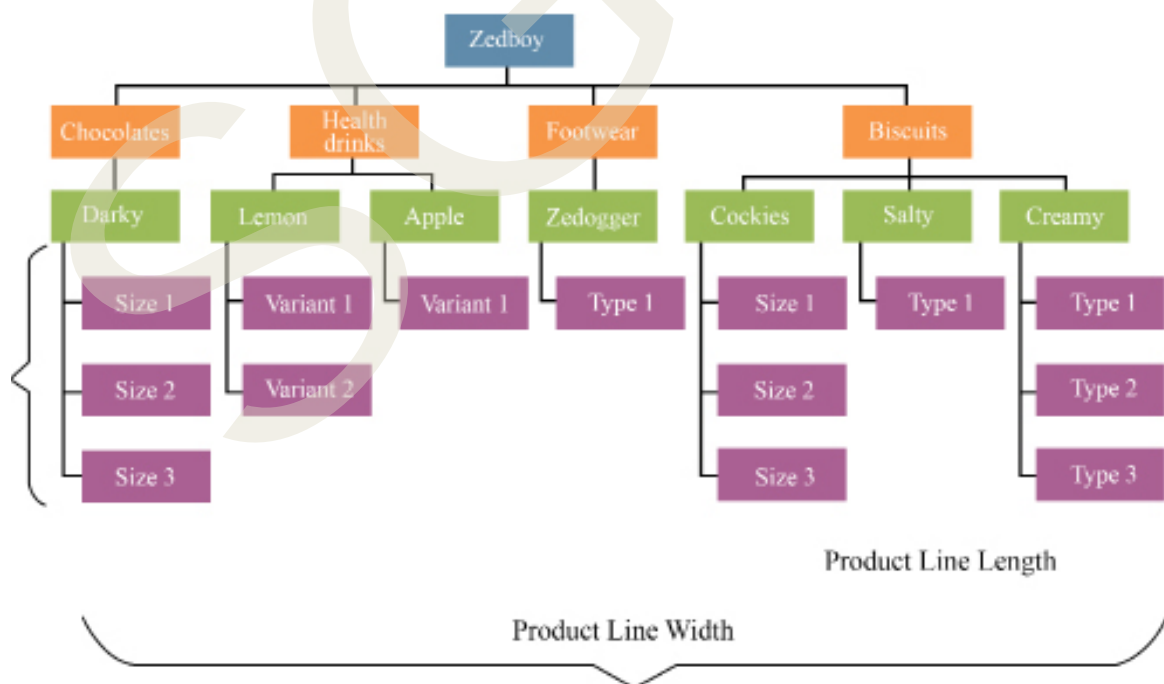 Zedboy
Chocolates
Health
drinks
Footwear
Biscuits
Darky
Lemon
Apple
Zedogger
Cockies
Salty
Creamy
Size 1
Variant 1
Variant 1
Type 1
Size 1
Type 1
Type 1
Size 2
Variant 2
Size 2
Type 2
Size 3
Size 3
Type 3
Product Line Length
Product Line Width